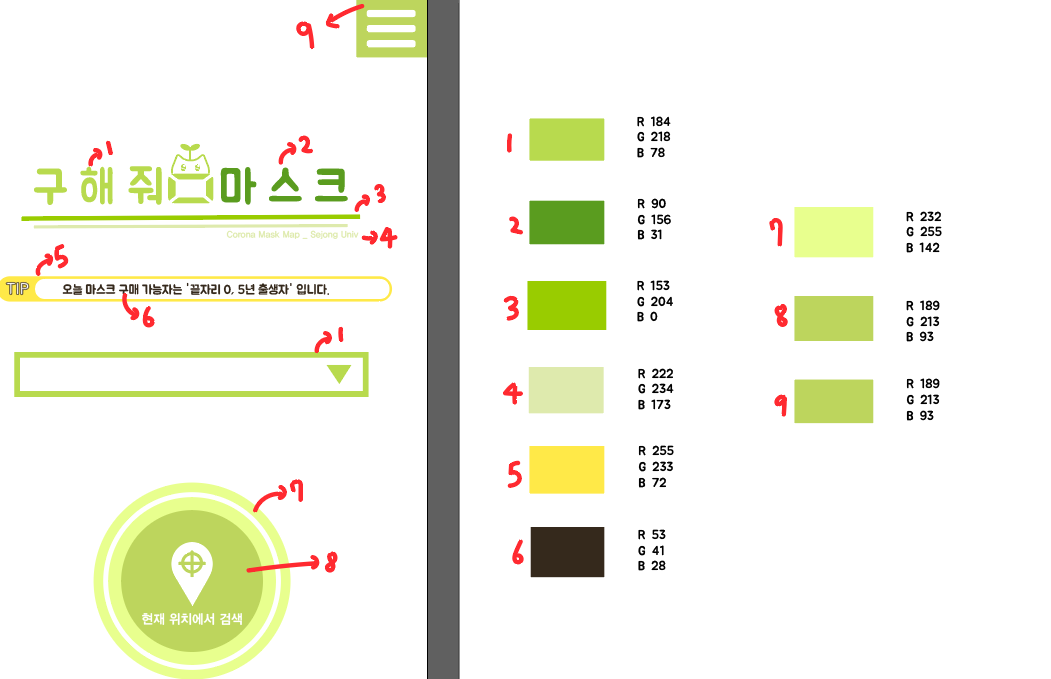 9
1
2
구해줘 마스크
3
Corona Mask Map _ Sejong Univ.
4
5
TIP 오늘 마스크 구매 가능자는 '끝자리 0, 5년 출생자' 입니다.
6
1
7
8
현재 위치에서 검색
1
R 184
G 218
B 78
2
R 90
G 156
B 31
3
R 153
G 204
B 0
4
R 222
G 234
B 173
5
R 255
G 233
B 72
6
R 53
G 41
B 28
7
R 232
G 255
B 142
8
R 189
G 213
B 93
9
R 189
G 213
B 93